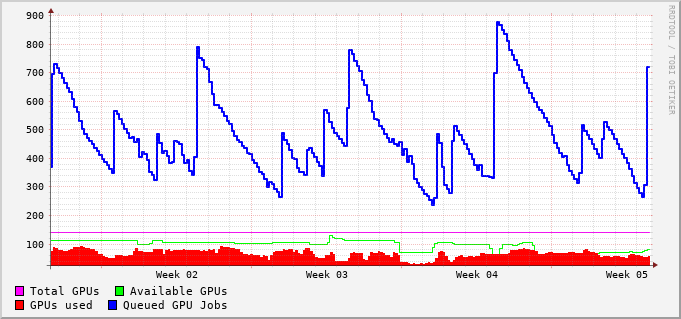 900
800
700
600
500
400
300
200
100
Week 02 Week 03 Week 04 Week 05
Total GPUs Available GPUs
GPUs used Queued GPU Jobs
RRDTOOL / TOBI OETIKER